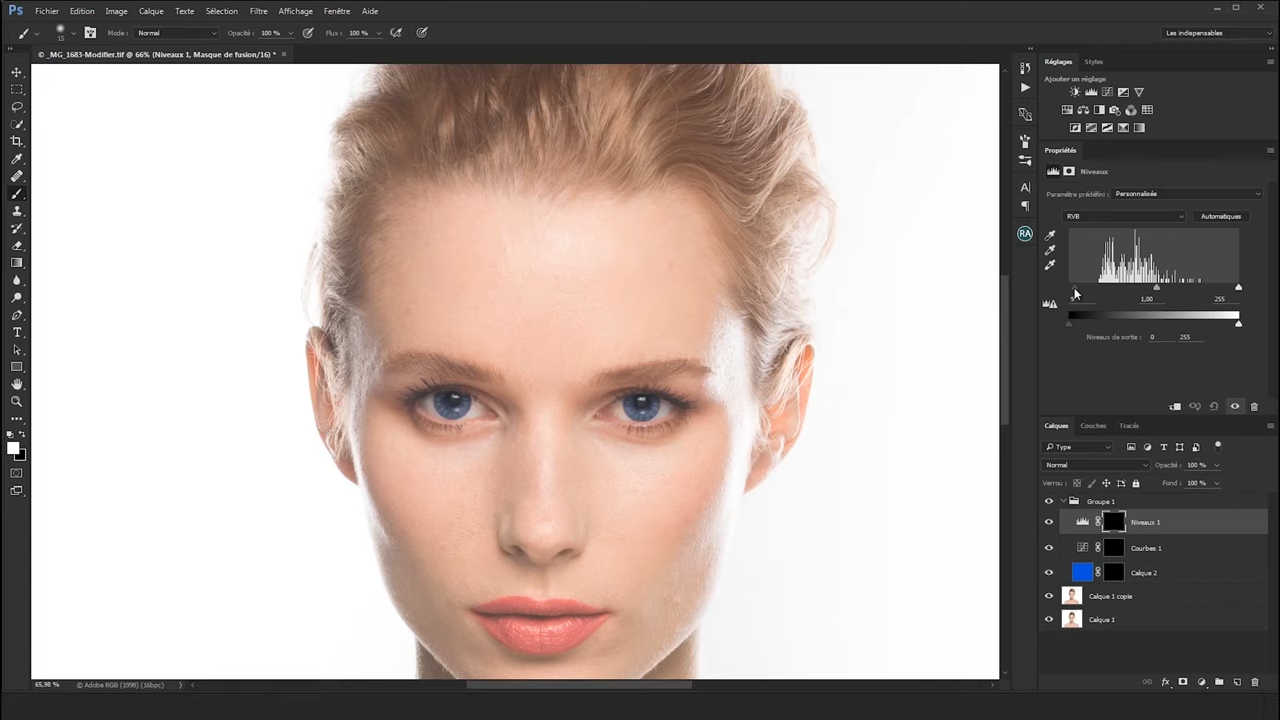 Ps Fichier Edition Image Calque Texte Sélection Filtre Affichage Fenêtre Aide
15 Mode : Normal Opacité : 100 % Flux : 100 % Les indispensables
© _MG_1683-Modifier.tif @ 66% (Niveaux 1, Masque de fusion/16) * ×
Réglages Styles
Ajouter un réglage
Propriétés
Niveaux
Paramètre prédéfini : Personnalisée
RVB Automatiques
RA
1,00 255
Niveaux de sortie : 0 255
Calques Couches Tracés
Type
Normal Opacité : 100 %
Verrou : Fond : 100 %
Groupe 1
Niveaux 1
Courbes 1
Calque 2
Calque 1 copie
Calque 1
65,98 % © Adobe RGB (1998) (16bpc)
fx